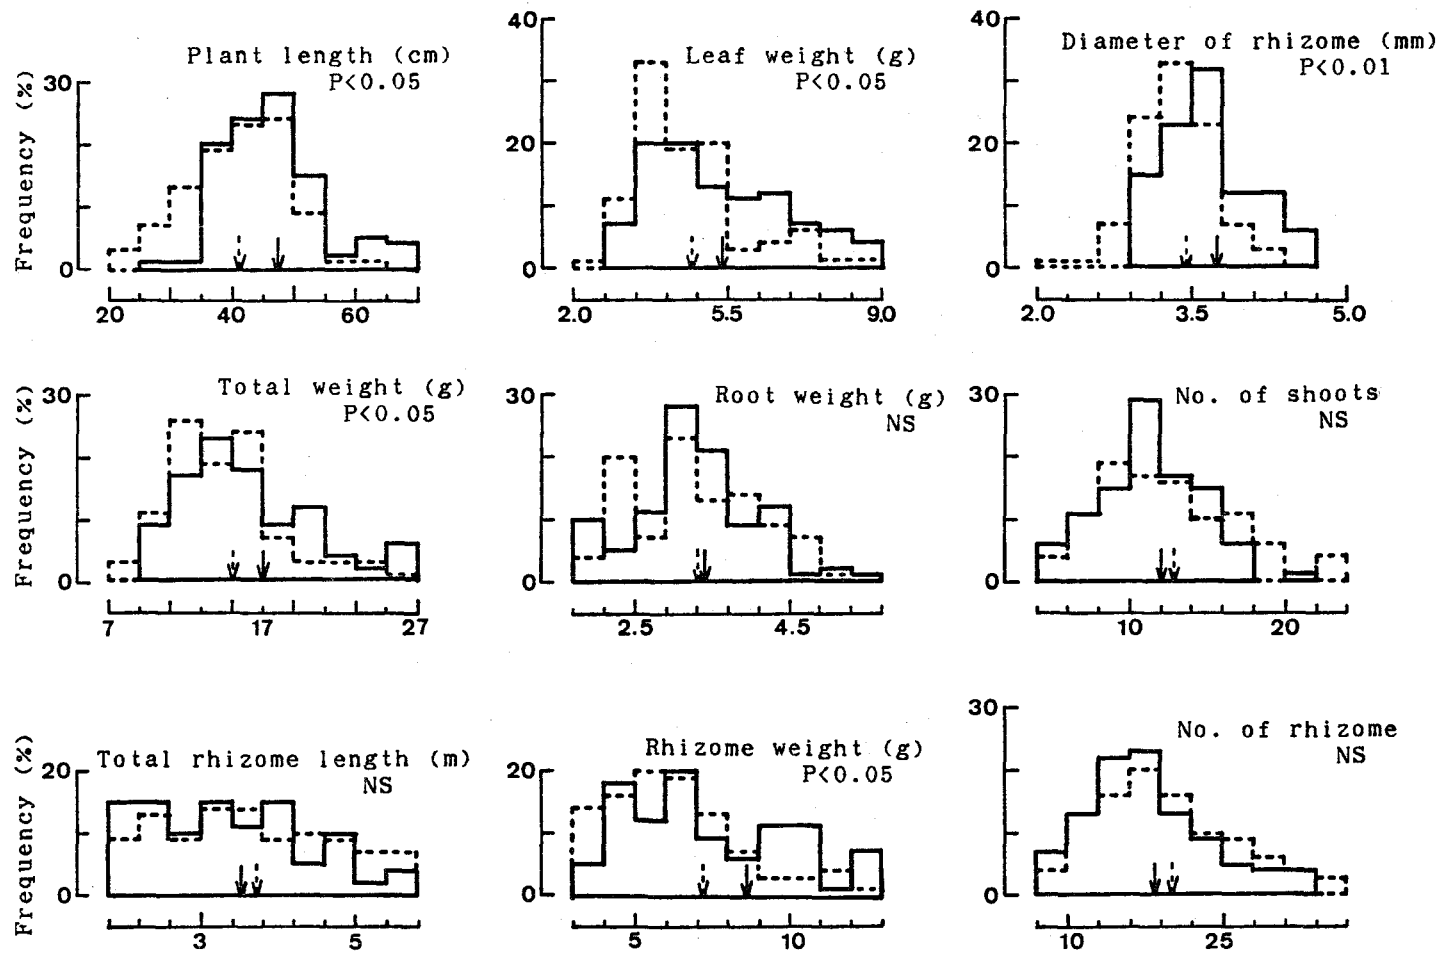 Plant length (cm)
P<0.05
Frequency (%)
30
0
20 40 60
Leaf weight (g)
P<0.05
40
20
0
2.0 5.5 9.0
Diameter of rhizome (mm)
P<0.01
40
20
0
2.0 3.5 5.0
Total weight (g)
P<0.05
Frequency (%)
30
0
7 17 27
Root weight (g)
NS
30
0
2.5 4.5
No. of shoots
NS
30
0
10 20
Total rhizome length (m)
NS
Frequency (%)
20
0
3 5
Rhizome weight (g)
P<0.05
20
0
5 10
No. of rhizome
NS
30
0
10 25